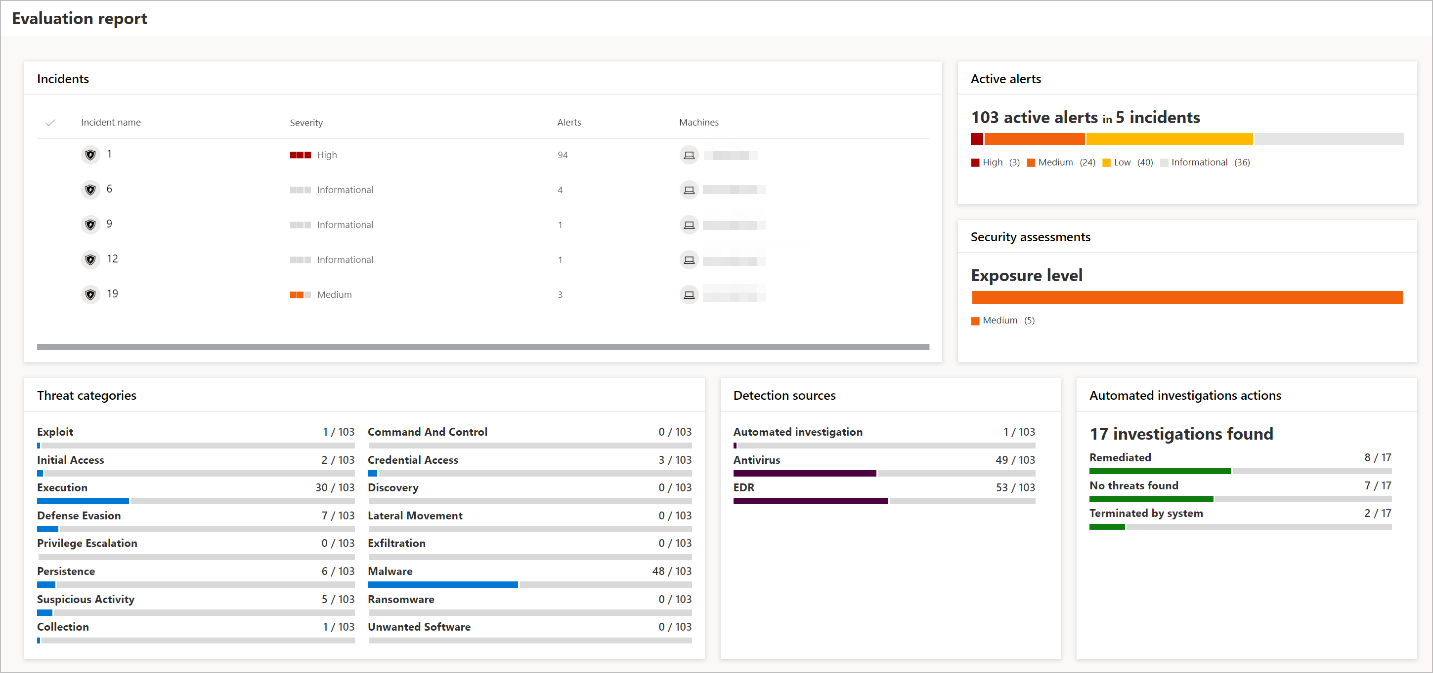 Evaluation report
Incidents
Incident name Severity Alerts Machines
1 High 94
6 Informational 4
9 Informational 1
12 Informational 1
19 Medium 3
Active alerts
103 active alerts in 5 incidents
High (3) Medium (24) Low (40) Informational (36)
Security assessments
Exposure level
Medium (5)
Threat categories
Exploit 1 / 103
Initial Access 2 / 103
Execution 30 / 103
Defense Evasion 7 / 103
Privilege Escalation 0 / 103
Persistence 6 / 103
Suspicious Activity 5 / 103
Collection 1 / 103
Command And Control 0 / 103
Credential Access 3 / 103
Discovery 0 / 103
Lateral Movement 0 / 103
Exfiltration 0 / 103
Malware 48 / 103
Ransomware 0 / 103
Unwanted Software 0 / 103
Detection sources
Automated investigation 1 / 103
Antivirus 49 / 103
EDR 53 / 103
Automated investigations actions
17 investigations found
Remediated 8 / 17
No threats found 7 / 17
Terminated by system 2 / 17